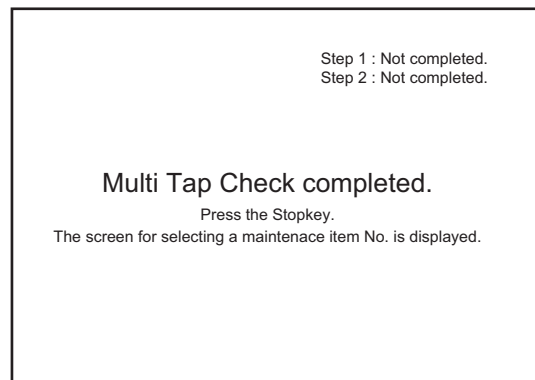 Step 1 : Not completed.
Step 2 : Not completed.
Multi Tap Check completed.
Press the Stopkey.
The screen for selecting a maintenace item No. is displayed.